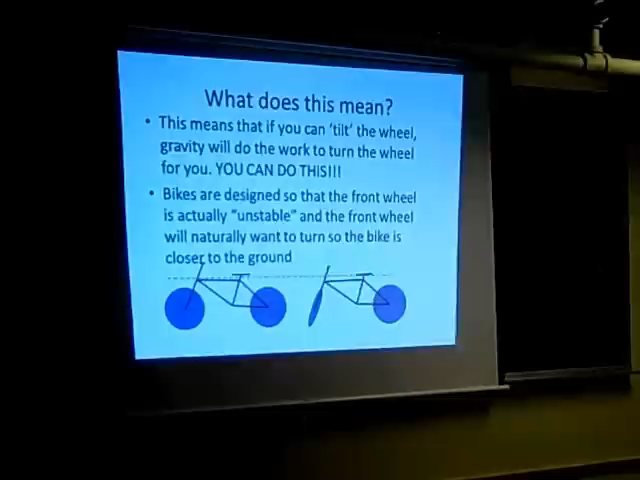 What does this mean?
• This means that if you can 'tilt' the wheel,
gravity will do the work to turn the wheel
for you. YOU CAN DO THIS!!!
• Bikes are designed so that the front wheel
is actually "unstable" and the front wheel
will naturally want to turn so the bike is
closer to the ground